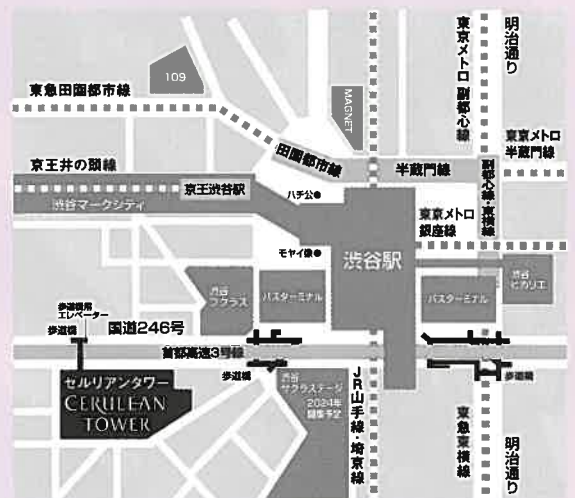 明治通り
東京メトロ 副都心線
109
東急田園都市線
MAGNET
東京メトロ
半蔵門線
田園都市線
半蔵門線
京王井の頭線
副都心線・東横線
京王渋谷駅
ハチ公
渋谷マークシティ
東京メトロ
銀座線
モヤイ像
渋谷駅
渋谷
フクラス
バスターミナル
バスターミナル
渋谷
ヒカリエ
歩道橋用
エレベーター
歩道橋
国道246号
首都高速3号線
歩道橋
歩道橋
セルリアンタワー
CERULEAN
TOWER
渋谷
サクラステージ
2024年
開業予定
JR山手線・埼京線
東急東横線
明治通り